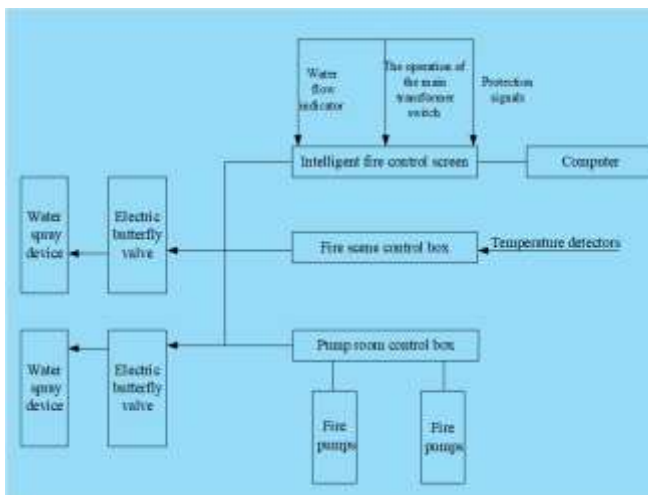 Water
flow
indicator
The operation of
the main
transformer
switch
Protection
signals
Intelligent fire control screen
Computer
Water
spray
device
Electric
butterfly
valve
Fire same control box
Temperature detectors
Water
spray
device
Electric
butterfly
valve
Pump room control box
Fire
pumps
Fire
pumps